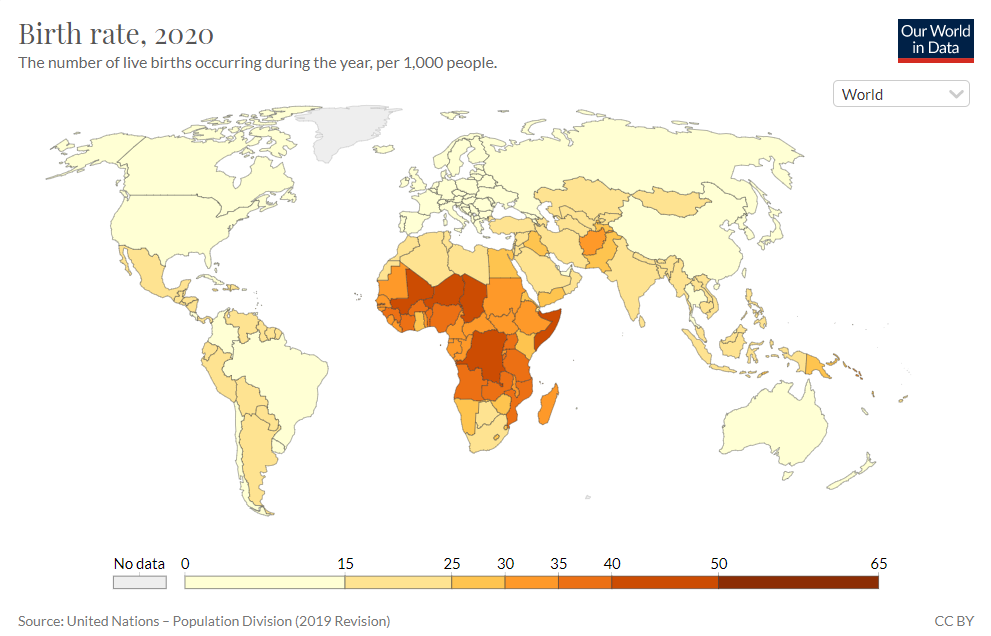 Birth rate, 2020
The number of live births occurring during the year, per 1,000 people.
Our World
in Data
World
No data
0 15 25 30 35 40 50 65
Source: United Nations – Population Division (2019 Revision)
CC BY